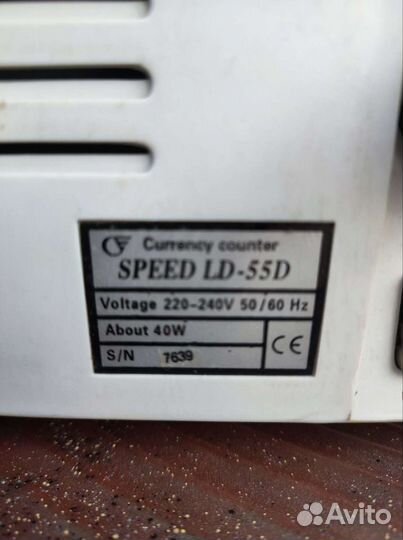 Currency counter
SPEED LD-55D
Voltage 220-240V 50/60 Hz
About 40W
S/N 7639
CE
Avito